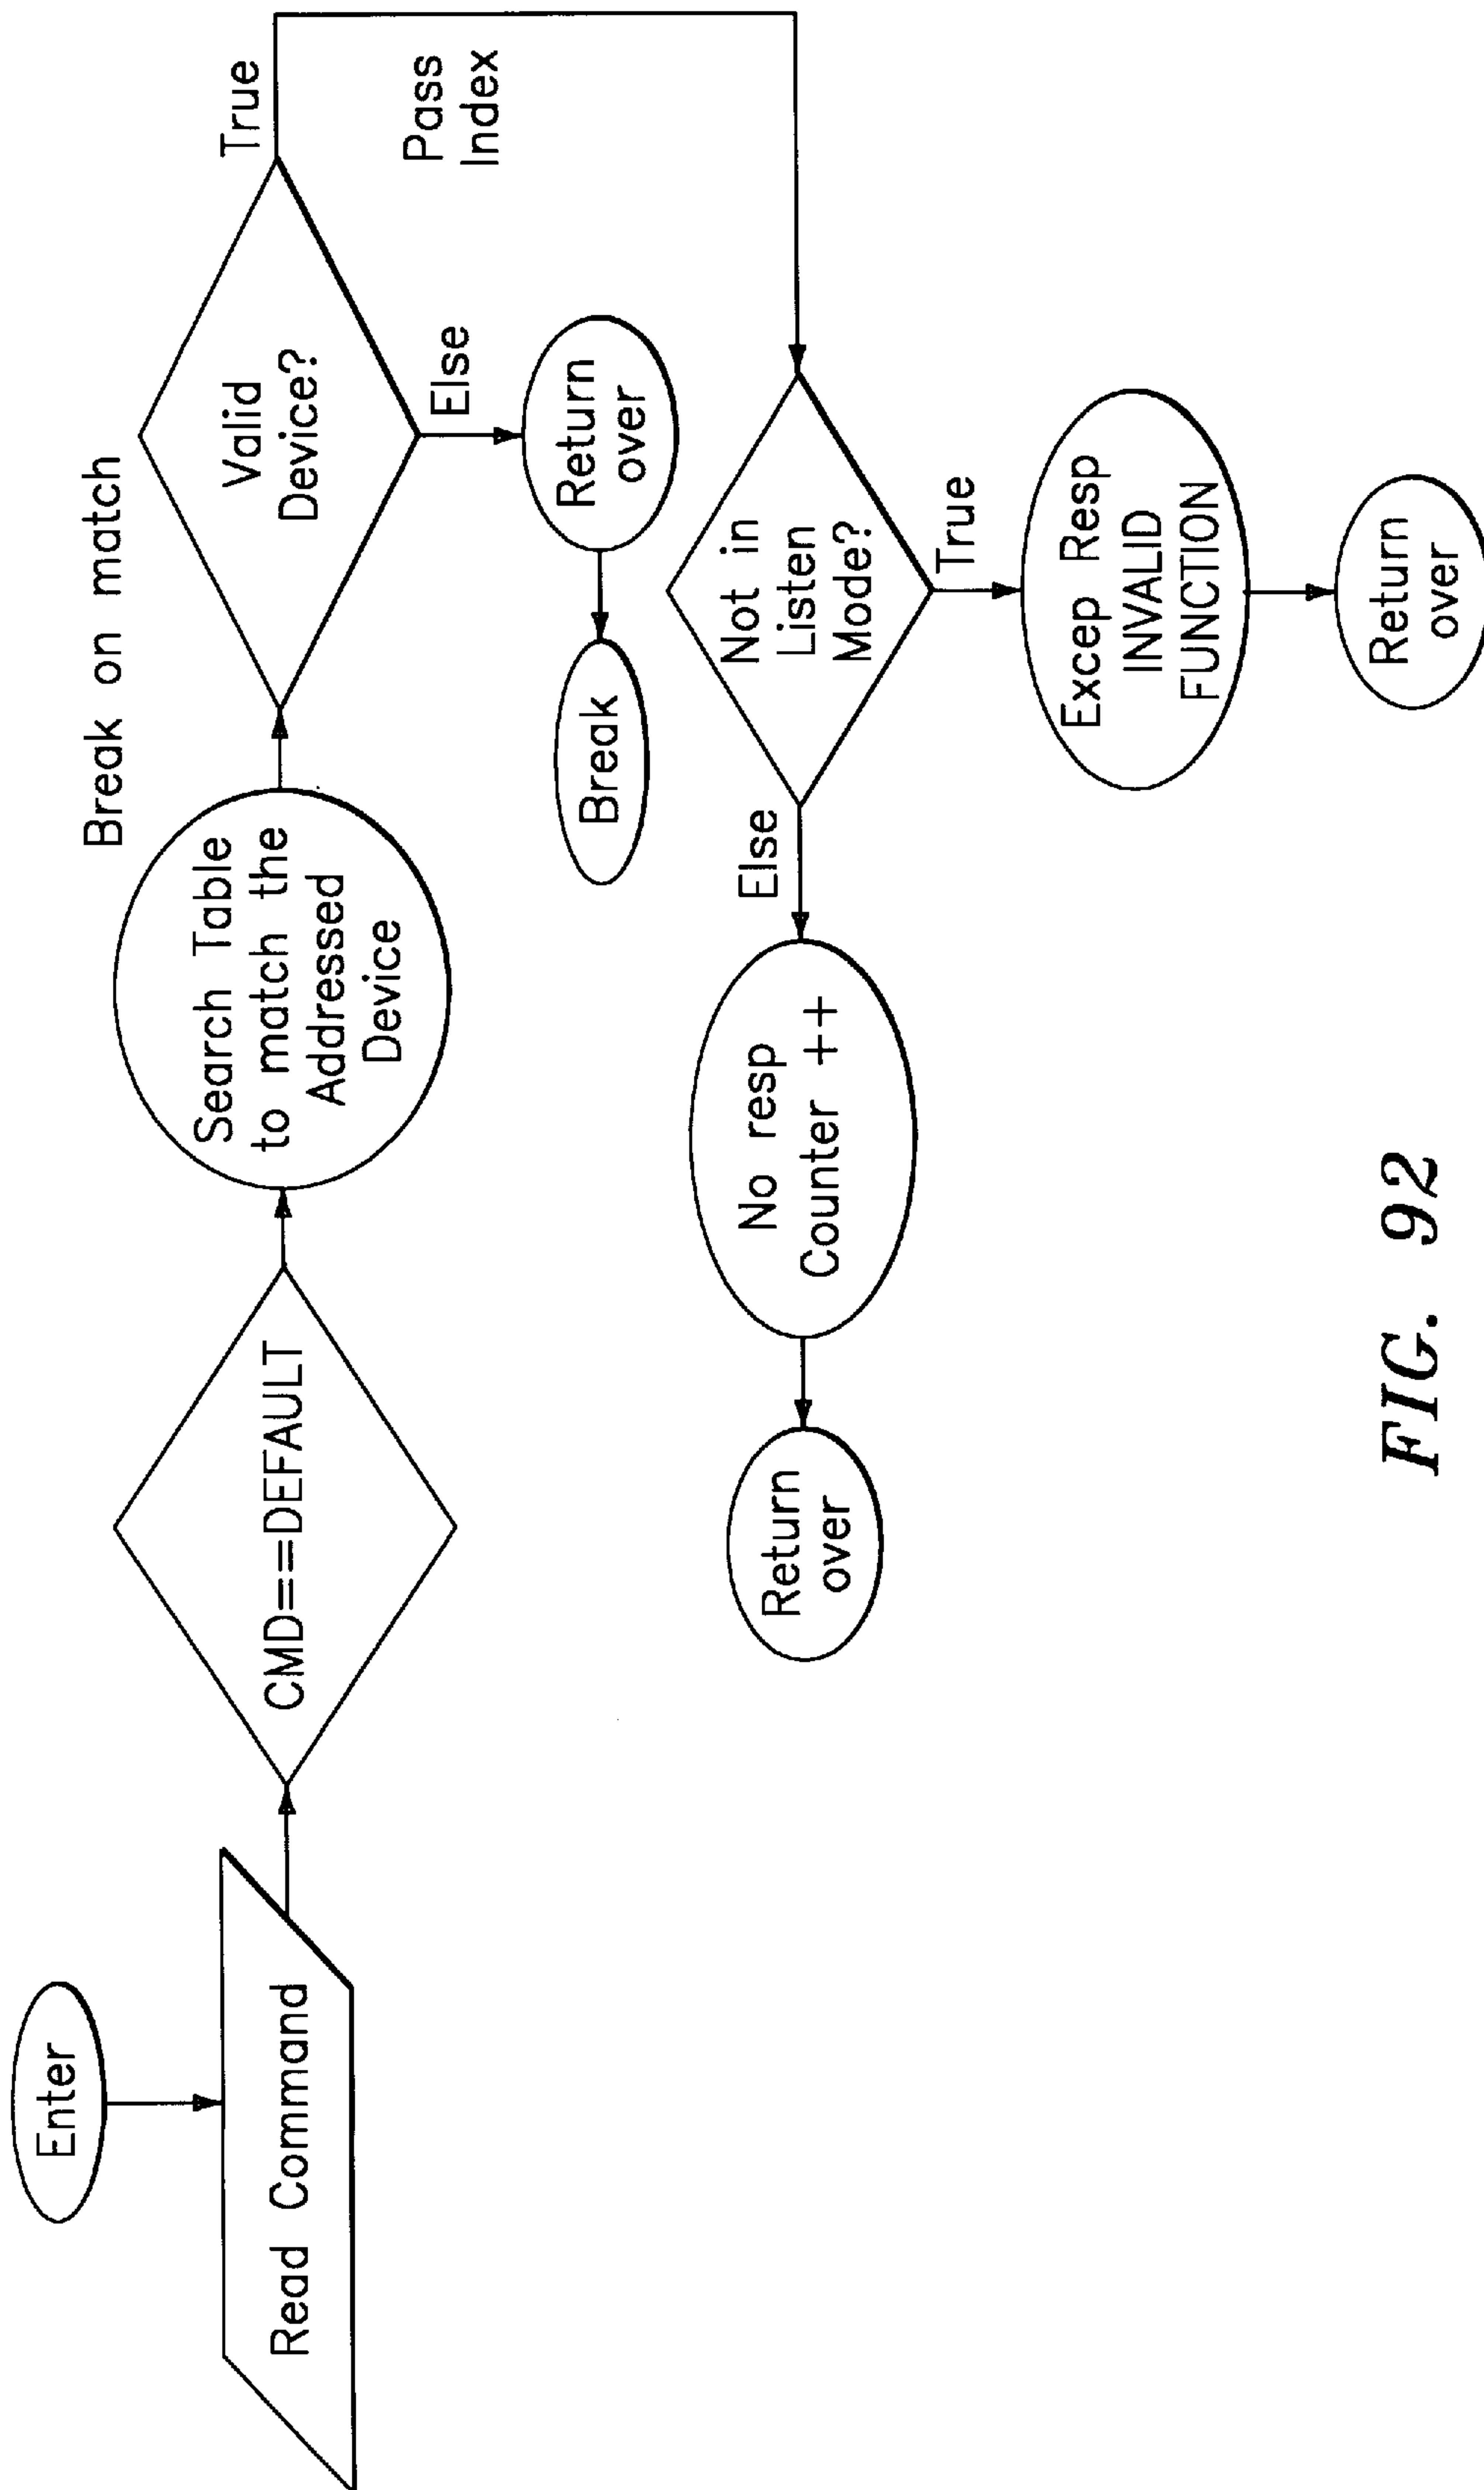 Enter
Read Command
CMD==DEFAULT
Search Table
to match the
Addressed
Device
Break on match
Valid
Device?
True
Pass
Index
Else
Return
over
Break
Not in
Listen
Mode?
Else
No resp
Counter ++
Return
over
True
Excep Resp
INVALID
FUNCTION
Return
over
FIG. 92